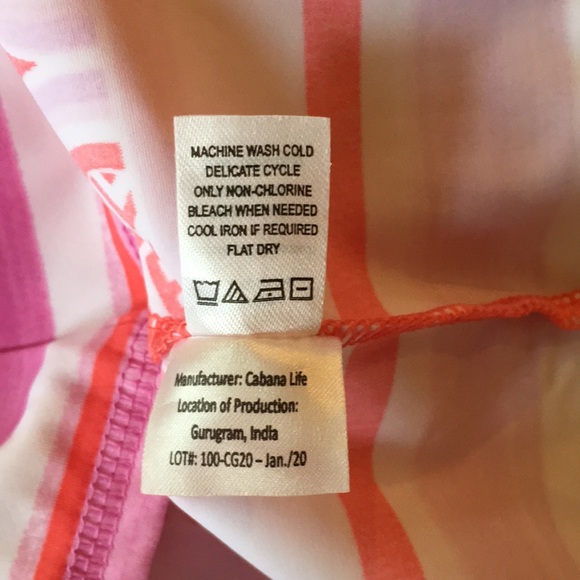 MACHINE WASH COLD
DELICATE CYCLE
ONLY NON-CHLORINE
BLEACH WHEN NEEDED
COOL IRON IF REQUIRED
FLAT DRY
Manufacturer: Cabana Life
Location of Production:
Gurugram, India
LOT#: 100-CG20 – Jan./20